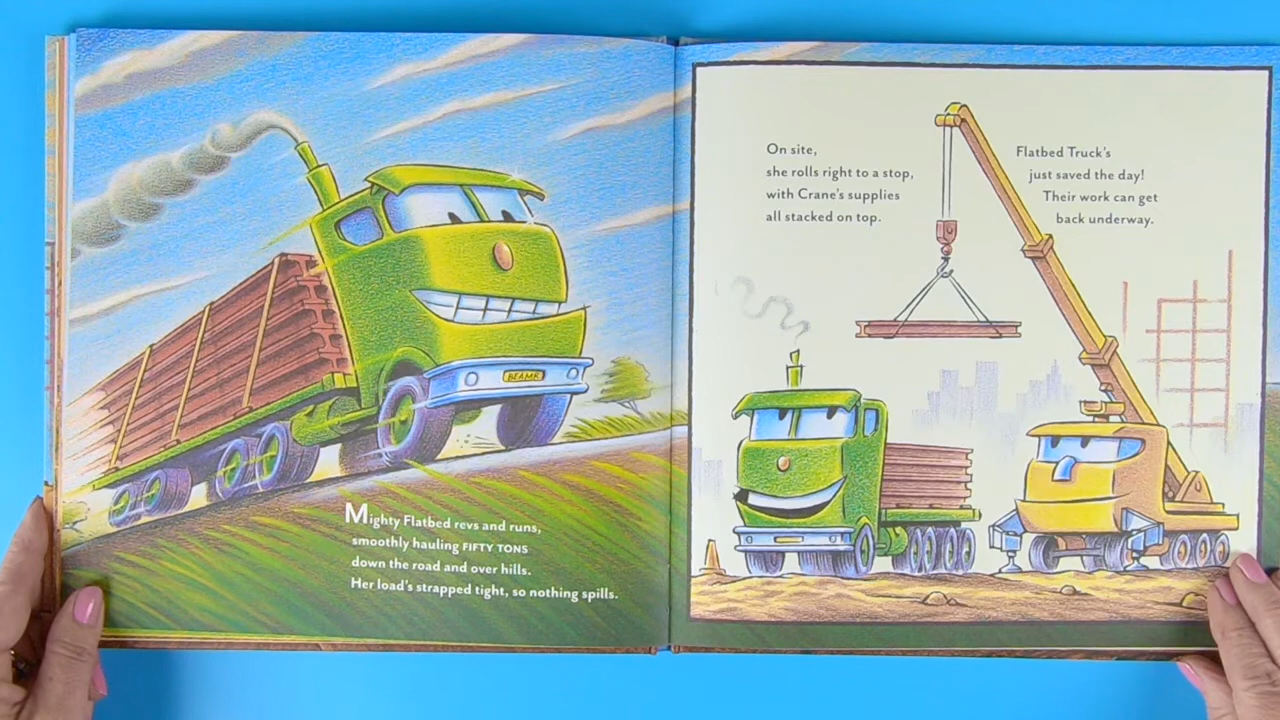 BEAMR
Mighty Flatbed revs and runs,
smoothly hauling FIFTY TONS
down the road and over hills.
Her load's strapped tight, so nothing spills.
On site,
she rolls right to a stop,
with Crane's supplies
all stacked on top.
Flatbed Truck's
just saved the day!
Their work can get
back underway.